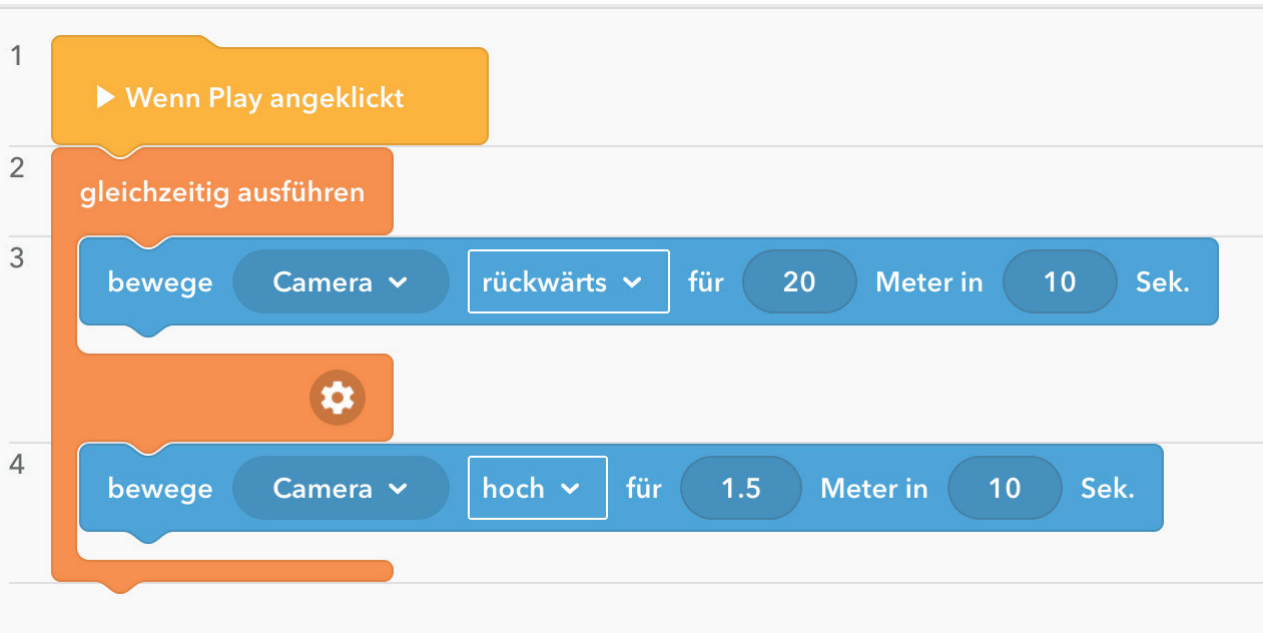 1
Wenn Play angeklickt
2
gleichzeitig ausführen
3
bewege Camera rückwärts für 20 Meter in 10 Sek.
4
bewege Camera hoch für 1.5 Meter in 10 Sek.